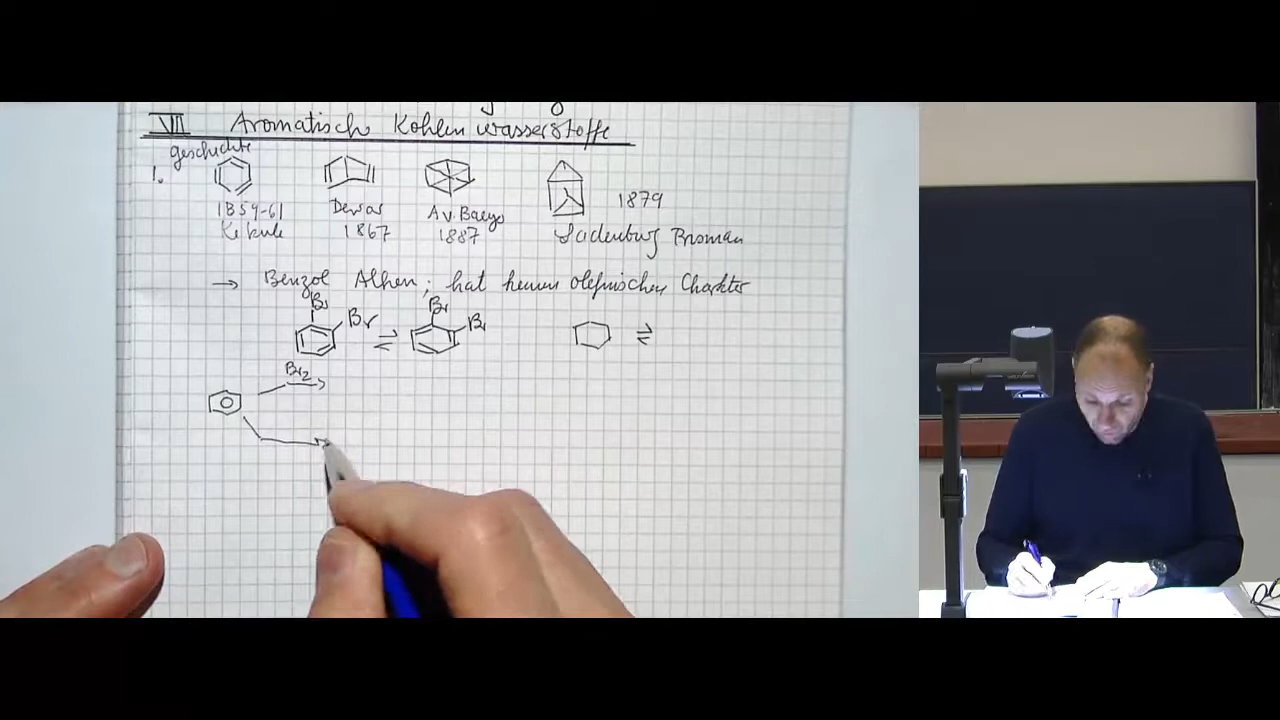 VII Aromatisch Kohlenwasserstoffe
geschichte
1.
1859-61 Dewar A v. Baeyer 1879
Kekule 1867 1887 Ladenburg Prisman
→ Benzol Alken; hat keinen olefinischen Charkter
Br Br
Br ⇌ Br ⇌
Br2